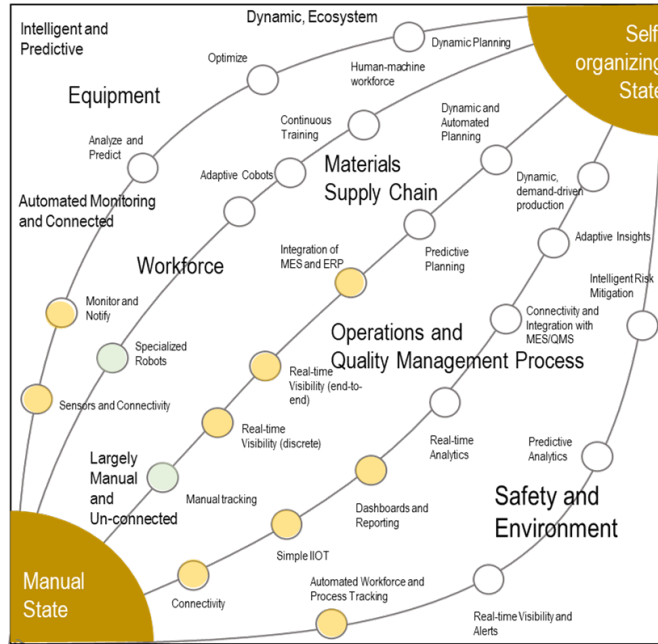 Dynamic, Ecosystem
Intelligent and
Predictive
Self
organizing
State
Dynamic Planning
Optimize
Human-machine
workforce
Equipment
Continuous
Training
Dynamic and
Automated
Planning
Analyze and
Predict
Materials
Supply Chain
Adaptive Cobots
Dynamic,
demand-driven
production
Automated Monitoring
and Connected
Adaptive Insights
Workforce
Integration of
MES and ERP
Predictive
Planning
Intelligent Risk
Mitigation
Monitor and
Notify
Connectivity and
Integration with
MES/QMS
Operations and
Quality Management Process
Specialized
Robots
Real-time
Visibility (end-to-
end)
Sensors and Connectivity
Real-time
Visibility (discrete)
Real-time
Analytics
Predictive
Analytics
Largely
Manual
and
Un-connected
Manual tracking
Dashboards and
Reporting
Safety and
Environment
Simple IIOT
Manual
State
Connectivity
Automated Workforce and
Process Tracking
Real-time Visibility and
Alerts